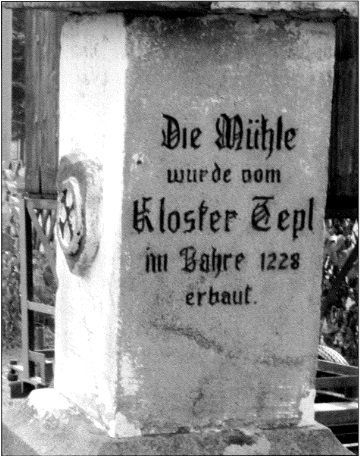 Die Mühle
wurde vom
Kloster Tepl
im Jahre 1228
erbaut.